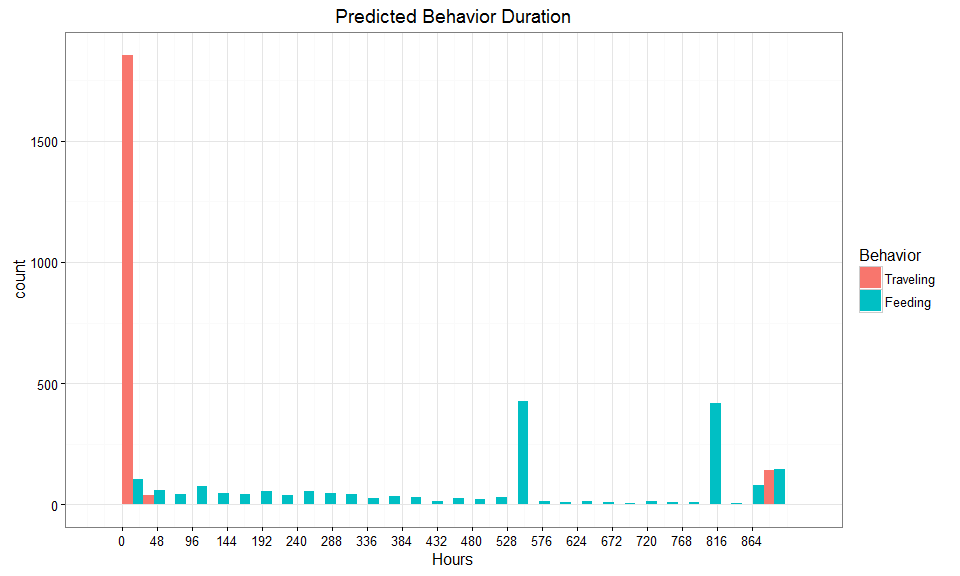 Predicted Behavior Duration
1500
1000
500
0
count
0 48 96 144 192 240 288 336 384 432 480 528 576 624 672 720 768 816 864
Hours
Behavior
Traveling
Feeding